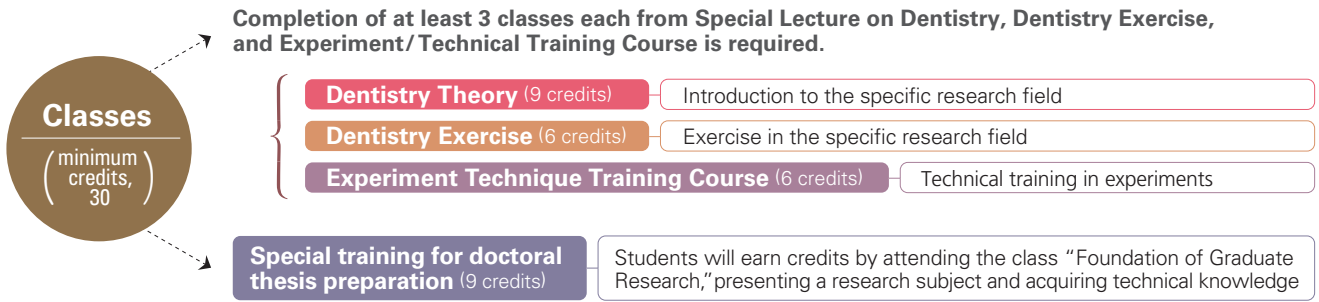 Completion of at least 3 classes each from Special Lecture on Dentistry, Dentistry Exercise,
and Experiment/Technical Training Course is required.
Classes
(minimum
credits,
30)
Dentistry Theory (9 credits)
Introduction to the specific research field
Dentistry Exercise (6 credits)
Exercise in the specific research field
Experiment Technique Training Course (6 credits)
Technical training in experiments
Special training for doctoral
thesis preparation (9 credits)
Students will earn credits by attending the class “Foundation of Graduate
Research,”presenting a research subject and acquiring technical knowledge